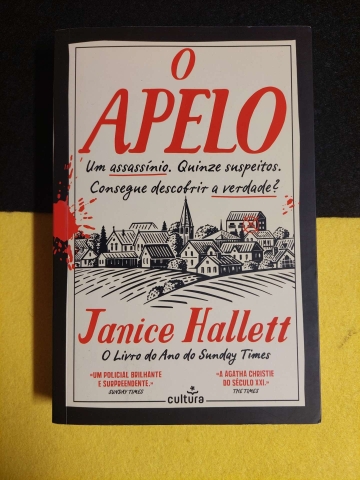 O
APELO
Um assassínio. Quinze suspeitos.
Consegue descobrir a verdade?
Janice Hallett
O Livro do Ano do Sunday Times
«UM POLICIAL BRILHANTE
E SURPREENDENTE.»
SUNDAY TIMES
«A AGATHA CHRISTIE
DO SÉCULO XXI.»
THE TIMES
cultura